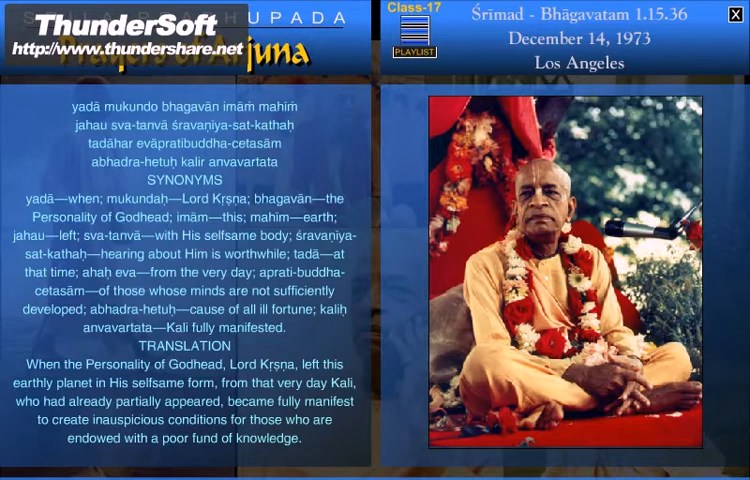 ThunderSoft
http://www.thundershare.net
Prayers of Arjuna
Class-17
PLAYLIST
Śrīmad - Bhāgavatam 1.15.36
December 14, 1973
Los Angeles
X
yadā mukundo bhagavān imāṁ mahīṁ
jahau sva-tanvā śravaṇīya-sat-kathaḥ
tadāhar evāpratibuddha-cetasām
abhadra-hetuḥ kalir anvavartata
SYNONYMS
yadā—when; mukundaḥ—Lord Kṛṣṇa; bhagavān—the
Personality of Godhead; imām—this; mahīm—earth;
jahau—left; sva-tanvā—with His selfsame body; śravaṇīya-
sat-kathaḥ—hearing about Him is worthwhile; tadā—at
that time; ahaḥ eva—from the very day; aprati-buddha-
cetasām—of those whose minds are not sufficiently
developed; abhadra-hetuḥ—cause of all ill fortune; kaliḥ
anvavartata—Kali fully manifested.
TRANSLATION
When the Personality of Godhead, Lord Kṛṣṇa, left this
earthly planet in His selfsame form, from that very day Kali,
who had already partially appeared, became fully manifest
to create inauspicious conditions for those who are
endowed with a poor fund of knowledge.